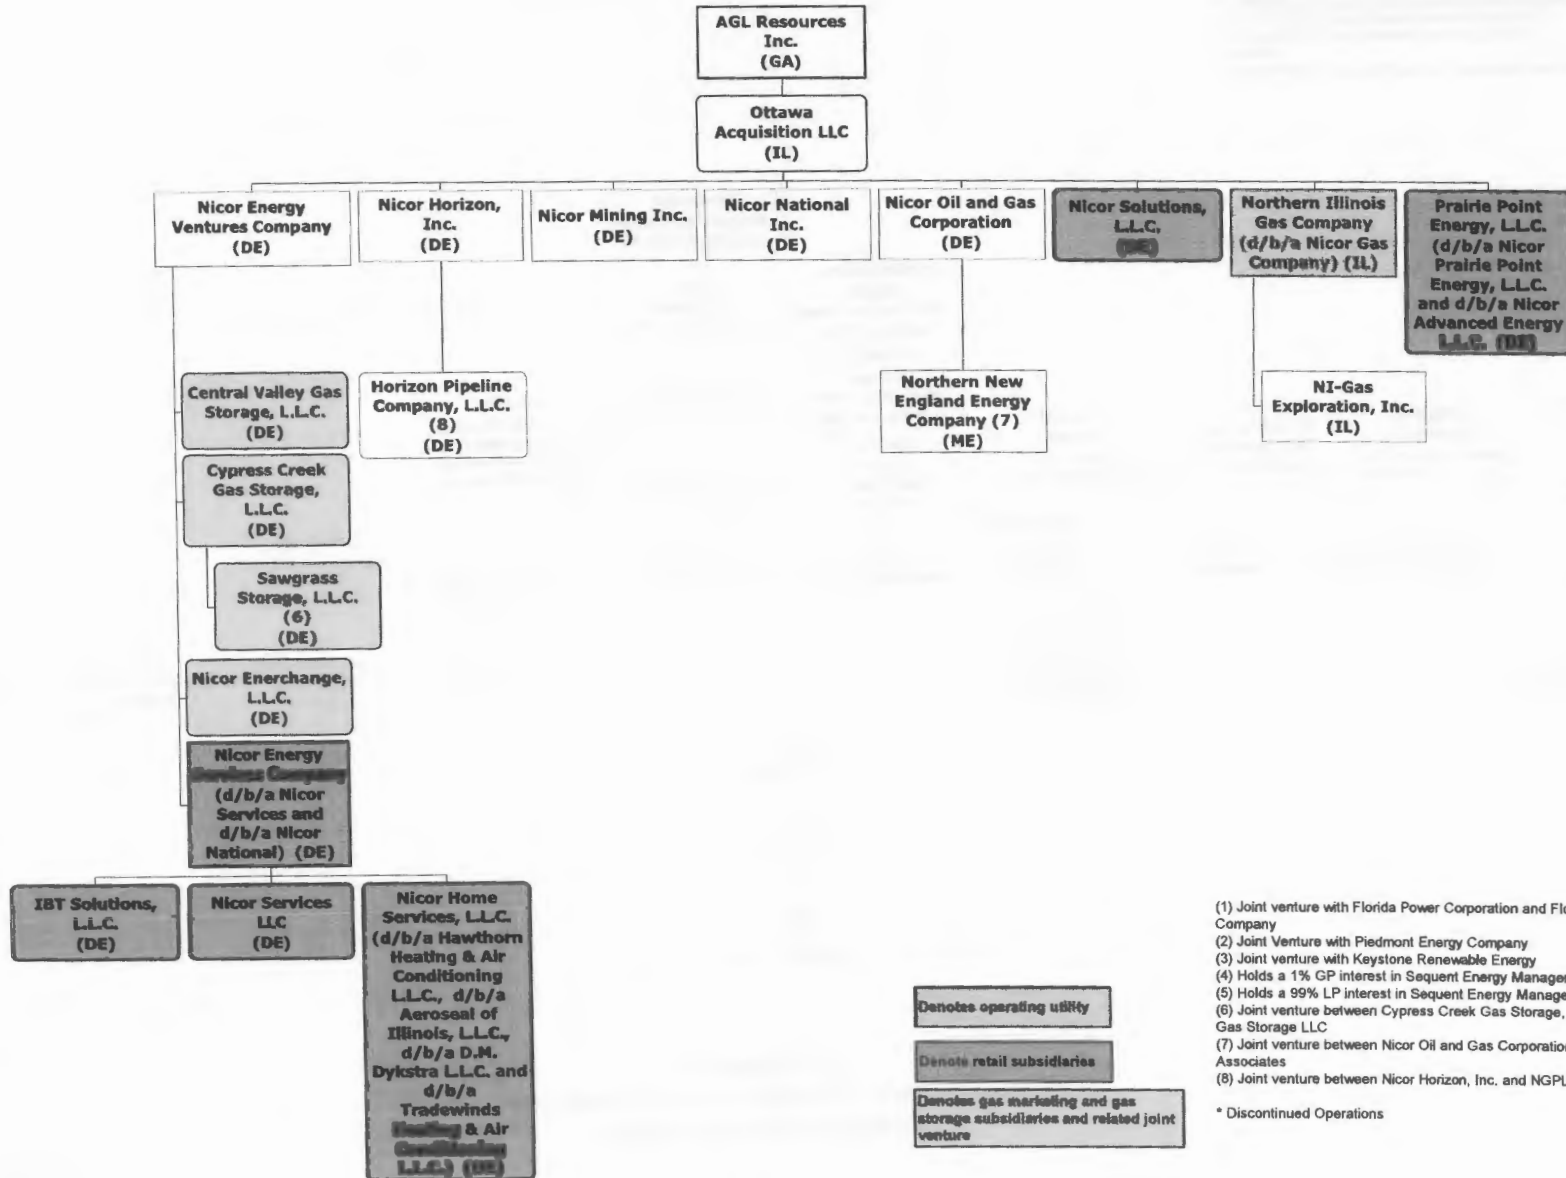 AGL Resources
Inc.
(GA)
Ottawa
Acquisition LLC
(IL)
Nicor Energy
Ventures Company
(DE)
Nicor Horizon,
Inc.
(DE)
Nicor Mining Inc.
(DE)
Nicor National
Inc.
(DE)
Nicor Oil and Gas
Corporation
(DE)
Nicor Solutions,
L.L.C.
(DE)
Northern Illinois
Gas Company
(d/b/a Nicor Gas
Company) (IL)
Prairie Point
Energy, L.L.C.
(d/b/a Nicor
Prairie Point
Energy, L.L.C.
and d/b/a Nicor
Advanced Energy
L.L.C. (DE)
Central Valley Gas
Storage, L.L.C.
(DE)
Horizon Pipeline
Company, L.L.C.
(8)
(DE)
Northern New
England Energy
Company (7)
(ME)
NI-Gas
Exploration, Inc.
(IL)
Cypress Creek
Gas Storage,
L.L.C.
(DE)
Sawgrass
Storage, L.L.C.
(6)
(DE)
Nicor Enerchange,
L.L.C.
(DE)
Nicor Energy
Services Company
(d/b/a Nicor
Services and
d/b/a Nicor
National) (DE)
IBT Solutions,
L.L.C.
(DE)
Nicor Services
LLC
(DE)
Nicor Home
Services, L.L.C.
(d/b/a Hawthorn
Heating & Air
Conditioning
L.L.C., d/b/a
Aeroseal of
Illinois, L.L.C.,
d/b/a D.M.
Dykstra L.L.C. and
d/b/a
Tradewinds
Heating & Air
Conditioning
L.L.C.) (DE)
Denotes operating utility
Denote retail subsidiaries
Denotes gas marketing and gas
storage subsidiaries and related joint
venture
(1) Joint venture with Florida Power Corporation and
Company
(2) Joint Venture with Piedmont Energy Company
(3) Joint venture with Keystone Renewable Energy
(4) Holds a 1% GP interest in Sequent Energy
(5) Holds a 99% LP interest in Sequent Energy
(6) Joint venture between Cypress Creek Gas Storage,
Gas Storage LLC
(7) Joint venture between Nicor Oil and Gas Corporation
Associates
(8) Joint venture between Nicor Horizon, Inc. and NGPL
* Discontinued Operations